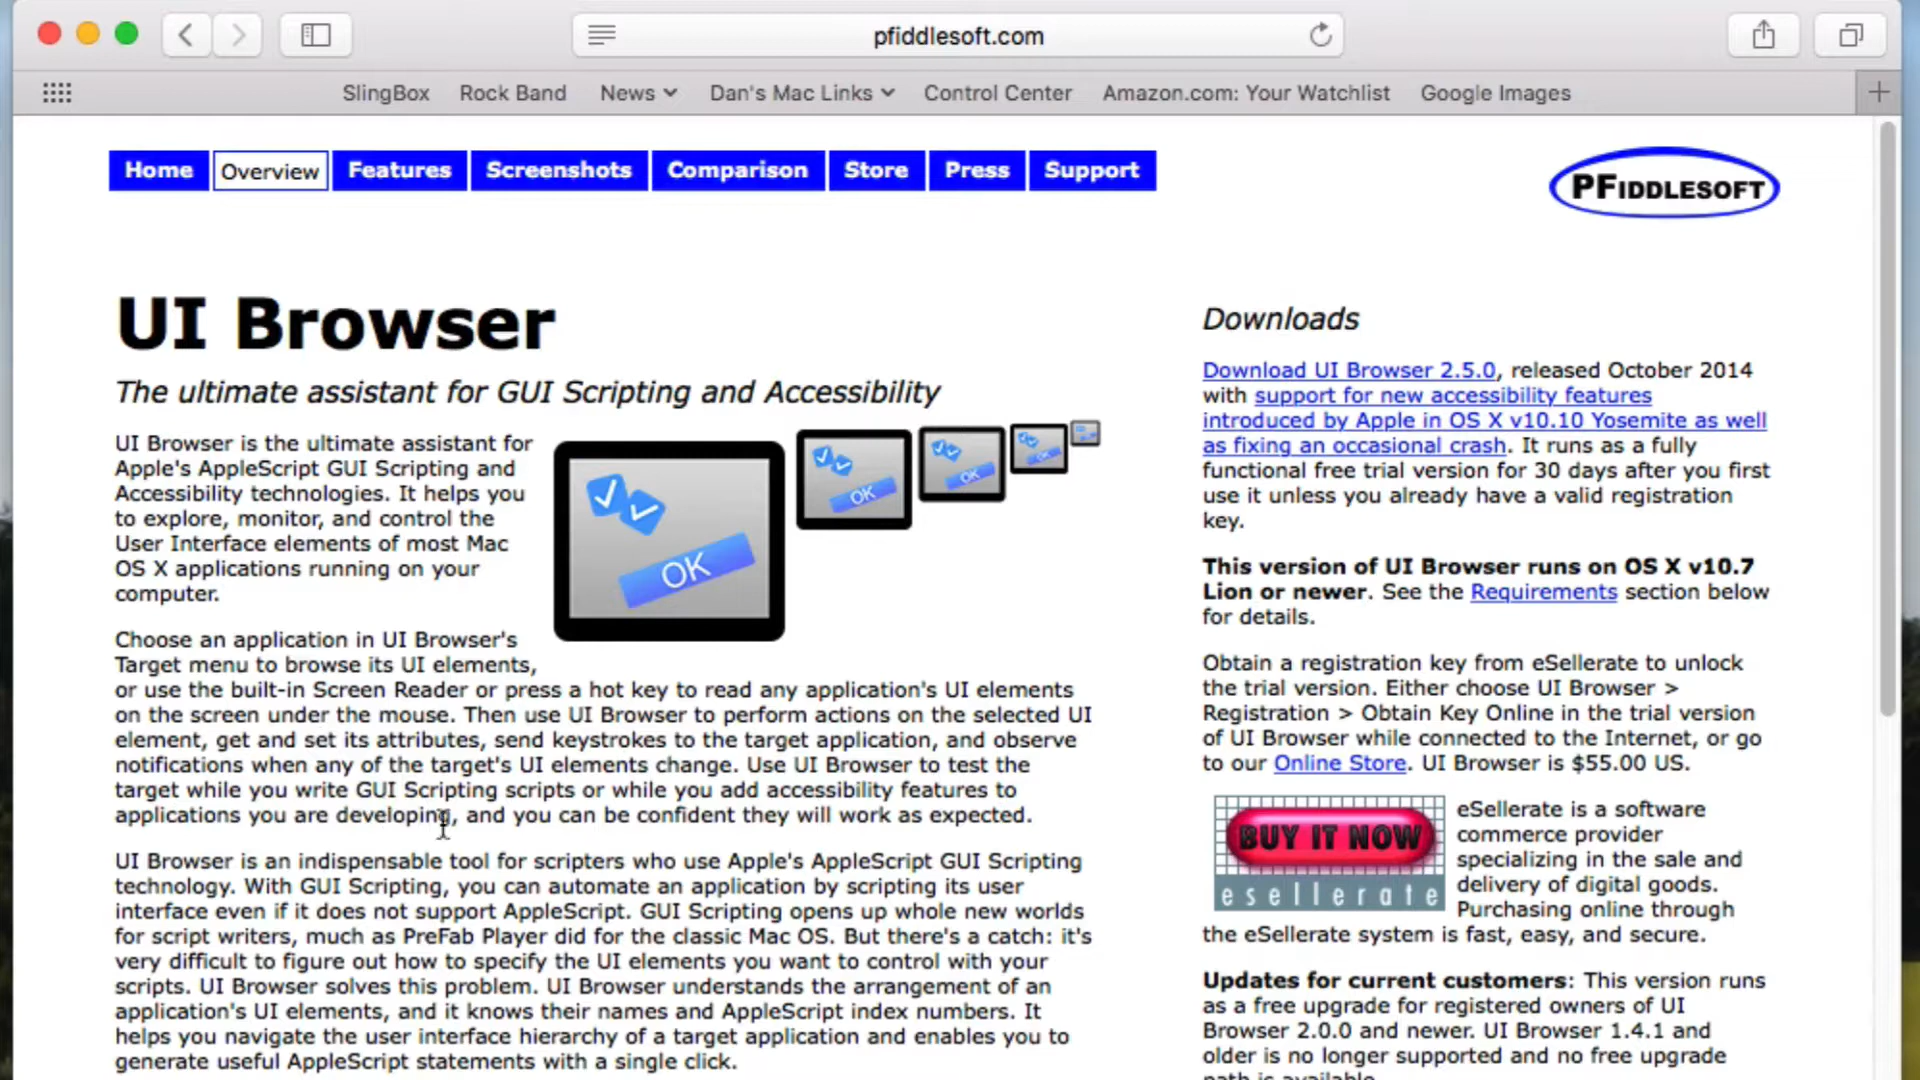 pfiddlesoft.com
SlingBox Rock Band News Dan's Mac Links Control Center Amazon.com: Your Watchlist Google Images
Home Overview Features Screenshots Comparison Store Press Support
PFIDDLESOFT
UI Browser
The ultimate assistant for GUI Scripting and Accessibility
UI Browser is the ultimate assistant for
Apple's AppleScript GUI Scripting and
Accessibility technologies. It helps you
to explore, monitor, and control the
User Interface elements of most Mac
OS X applications running on your
computer.
OK
OK
OK
OK
Choose an application in UI Browser's
Target menu to browse its UI elements,
or use the built-in Screen Reader or press a hot key to read any application's UI elements
on the screen under the mouse. Then use UI Browser to perform actions on the selected UI
element, get and set its attributes, send keystrokes to the target application, and observe
notifications when any of the target's UI elements change. Use UI Browser to test the
target while you write GUI Scripting scripts or while you add accessibility features to
applications you are developing, and you can be confident they will work as expected.
UI Browser is an indispensable tool for scripters who use Apple's AppleScript GUI Scripting
technology. With GUI Scripting, you can automate an application by scripting its user
interface even if it does not support AppleScript. GUI Scripting opens up whole new worlds
for script writers, much as PreFab Player did for the classic Mac OS. But there's a catch: it's
very difficult to figure out how to specify the UI elements you want to control with your
scripts. UI Browser solves this problem. UI Browser understands the arrangement of an
application's UI elements, and it knows their names and AppleScript index numbers. It
helps you navigate the user interface hierarchy of a target application and enables you to
generate useful AppleScript statements with a single click.
Downloads
Download UI Browser 2.5.0, released October 2014
with support for new accessibility features
introduced by Apple in OS X v10.10 Yosemite as well
as fixing an occasional crash. It runs as a fully
functional free trial version for 30 days after you first
use it unless you already have a valid registration
key.
This version of UI Browser runs on OS X v10.7
Lion or newer. See the Requirements section below
for details.
Obtain a registration key from eSellerate to unlock
the trial version. Either choose UI Browser >
Registration > Obtain Key Online in the trial version
of UI Browser while connected to the Internet, or go
to our Online Store. UI Browser is $55.00 US.
BUY IT NOW
esellerate
eSellerate is a software
commerce provider
specializing in the sale and
delivery of digital goods.
Purchasing online through
the eSellerate system is fast, easy, and secure.
Updates for current customers: This version runs
as a free upgrade for registered owners of UI
Browser 2.0.0 and newer. UI Browser 1.4.1 and
older is no longer supported and no free upgrade
path is available.